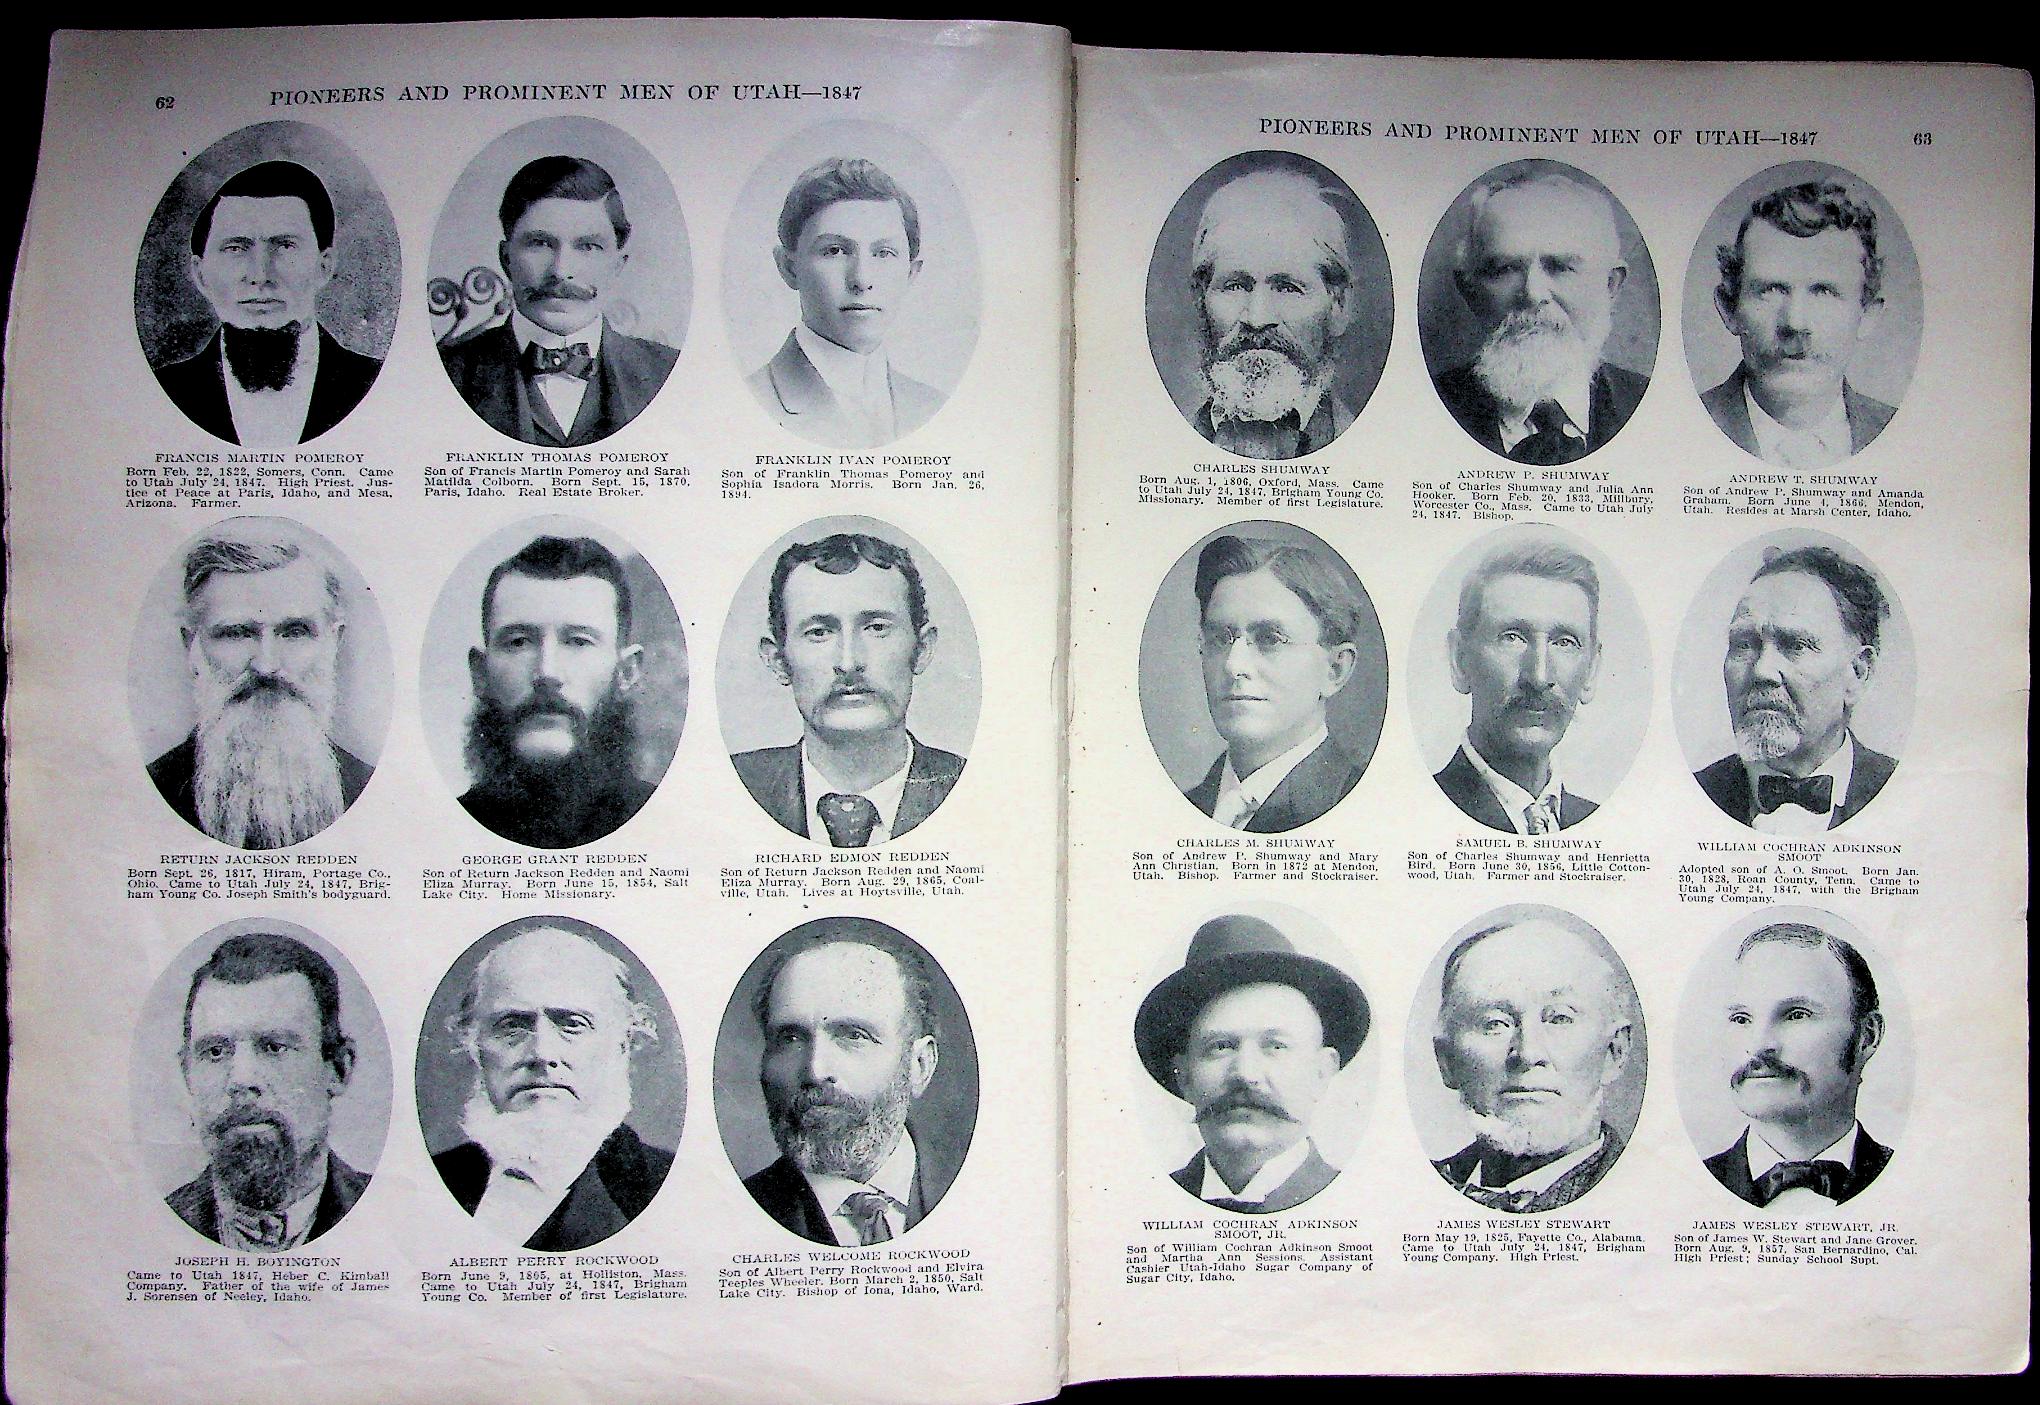 62
PIONEERS AND PROMINENT MEN OF UTAH—1847
FRANCIS MARTIN POMEROY
Born Feb. 22, 1822, Somers, Conn. Came
to Utah July 24, 1847. High Priest. Jus-
tice of Peace at Paris, Idaho, and Mesa,
Arizona. Farmer.
FRANKLIN THOMAS POMEROY
Son of Francis Martin Pomeroy and Sarah
Matilda Colborn. Born Sept. 15, 1870,
Paris, Idaho. Real Estate Broker.
FRANKLIN IVAN POMEROY
Son of Franklin Thomas Pomeroy and
Sophia Isadora Morris. Born Jan. 26,
1894.
RETURN JACKSON REDDEN
Born Sept. 26, 1817, Hiram, Portage Co.,
Ohio. Came to Utah July 24, 1847, Brig-
ham Young Co. Joseph Smith's bodyguard.
GEORGE GRANT REDDEN
Son of Return Jackson Redden and Naomi
Eliza Murray. Born June 15, 1854, Salt
Lake City. Home Missionary.
RICHARD EDMON REDDEN
Son of Return Jackson Redden and Naomi
Eliza Murray. Born Aug. 29, 1865, Coal-
ville, Utah. Lives at Hoytsville, Utah.
JOSEPH H. BOYINGTON
Came to Utah 1847, Heber C. Kimball
Company. Father of the wife of James
J. Sorensen of Neeley, Idaho.
ALBERT PERRY ROCKWOOD
Born June 9, 1805, at Holliston, Mass.
Came to Utah July 24, 1847, Brigham
Young Co. Member of first Legislature.
CHARLES WELCOME ROCKWOOD
Son of Albert Perry Rockwood and Elvira
Teeples Wheeler. Born March 2, 1850, Salt
Lake City. Bishop of Iona, Idaho, Ward.
PIONEERS AND PROMINENT MEN OF UTAH—1847
63
CHARLES SHUMWAY
Born Aug. 1, 1806, Oxford, Mass. Came
to Utah July 24, 1847, Brigham Young Co.
Missionary. Member of first Legislature.
ANDREW P. SHUMWAY
Son of Charles Shumway and Julia Ann
Hooker. Born Feb. 20, 1833, Millbury,
Worcester Co., Mass. Came to Utah July
24, 1847. Bishop.
ANDREW T. SHUMWAY
Son of Andrew P. Shumway and Amanda
Graham. Born June 4, 1866, Mendon,
Utah. Resides at Marsh Center, Idaho.
CHARLES M. SHUMWAY
Son of Andrew P. Shumway and Mary
Ann Christian. Born in 1872 at Mendon,
Utah. Bishop. Farmer and Stockraiser.
SAMUEL B. SHUMWAY
Son of Charles Shumway and Henrietta
Bird. Born June 30, 1856, Little Cotton-
wood, Utah. Farmer and Stockraiser.
WILLIAM COCHRAN ADKINSON
SMOOT
Adopted son of A. O. Smoot. Born Jan.
30, 1828, Roan County, Tenn. Came to
Utah July 24, 1847, with the Brigham
Young Company.
WILLIAM COCHRAN ADKINSON
SMOOT, JR.
Son of William Cochran Adkinson Smoot
and Martha Ann Sessions. Assistant
Cashier Utah-Idaho Sugar Company of
Sugar City, Idaho.
JAMES WESLEY STEWART
Born May 19, 1825, Fayette Co., Alabama.
Came to Utah July 24, 1847, Brigham
Young Company. High Priest.
JAMES WESLEY STEWART, JR.
Son of James W. Stewart and Jane Grover.
Born Aug. 9, 1857, San Bernardino, Cal.
High Priest; Sunday School Supt.